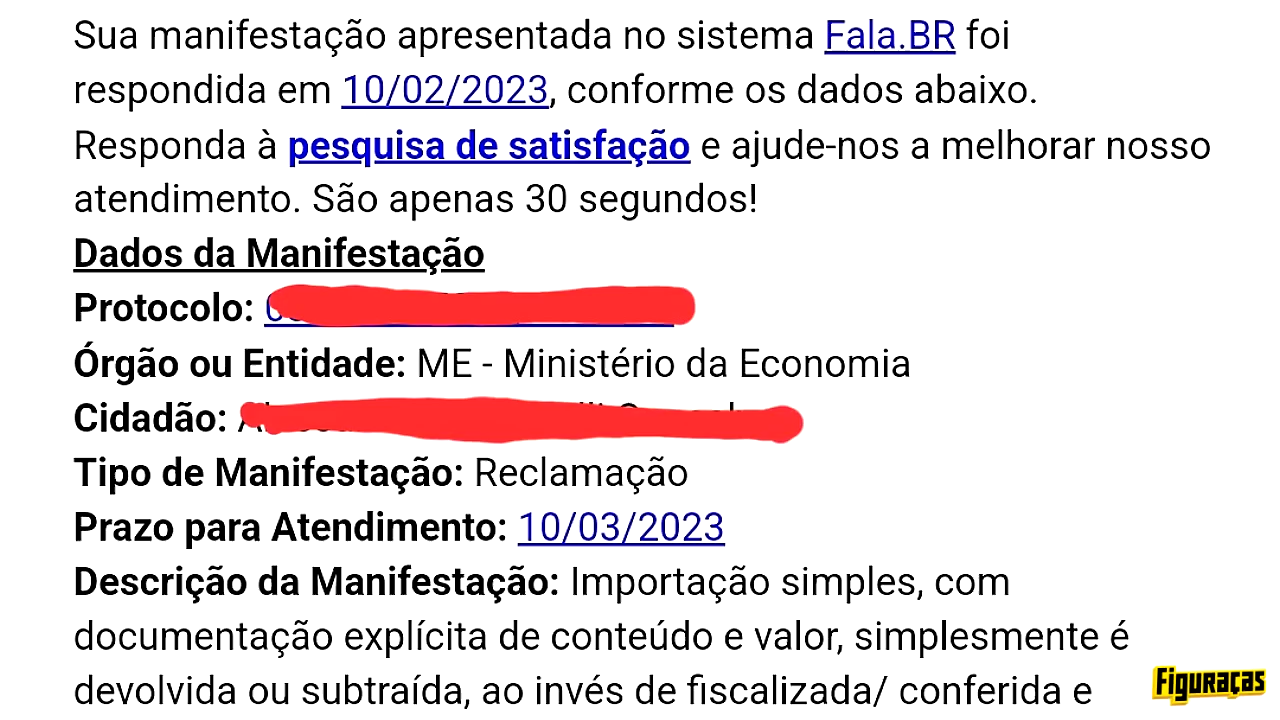 Sua manifestação apresentada no sistema Fala.BR foi
respondida em 10/02/2023, conforme os dados abaixo.
Responda à pesquisa de satisfação e ajude-nos a melhorar nosso
atendimento. São apenas 30 segundos!
Dados da Manifestação
Protocolo:
Órgão ou Entidade: ME - Ministério da Economia
Cidadão:
Tipo de Manifestação: Reclamação
Prazo para Atendimento: 10/03/2023
Descrição da Manifestação: Importação simples, com
documentação explícita de conteúdo e valor, simplesmente é
devolvida ou subtraída, ao invés de fiscalizada/ conferida e
Figuraças